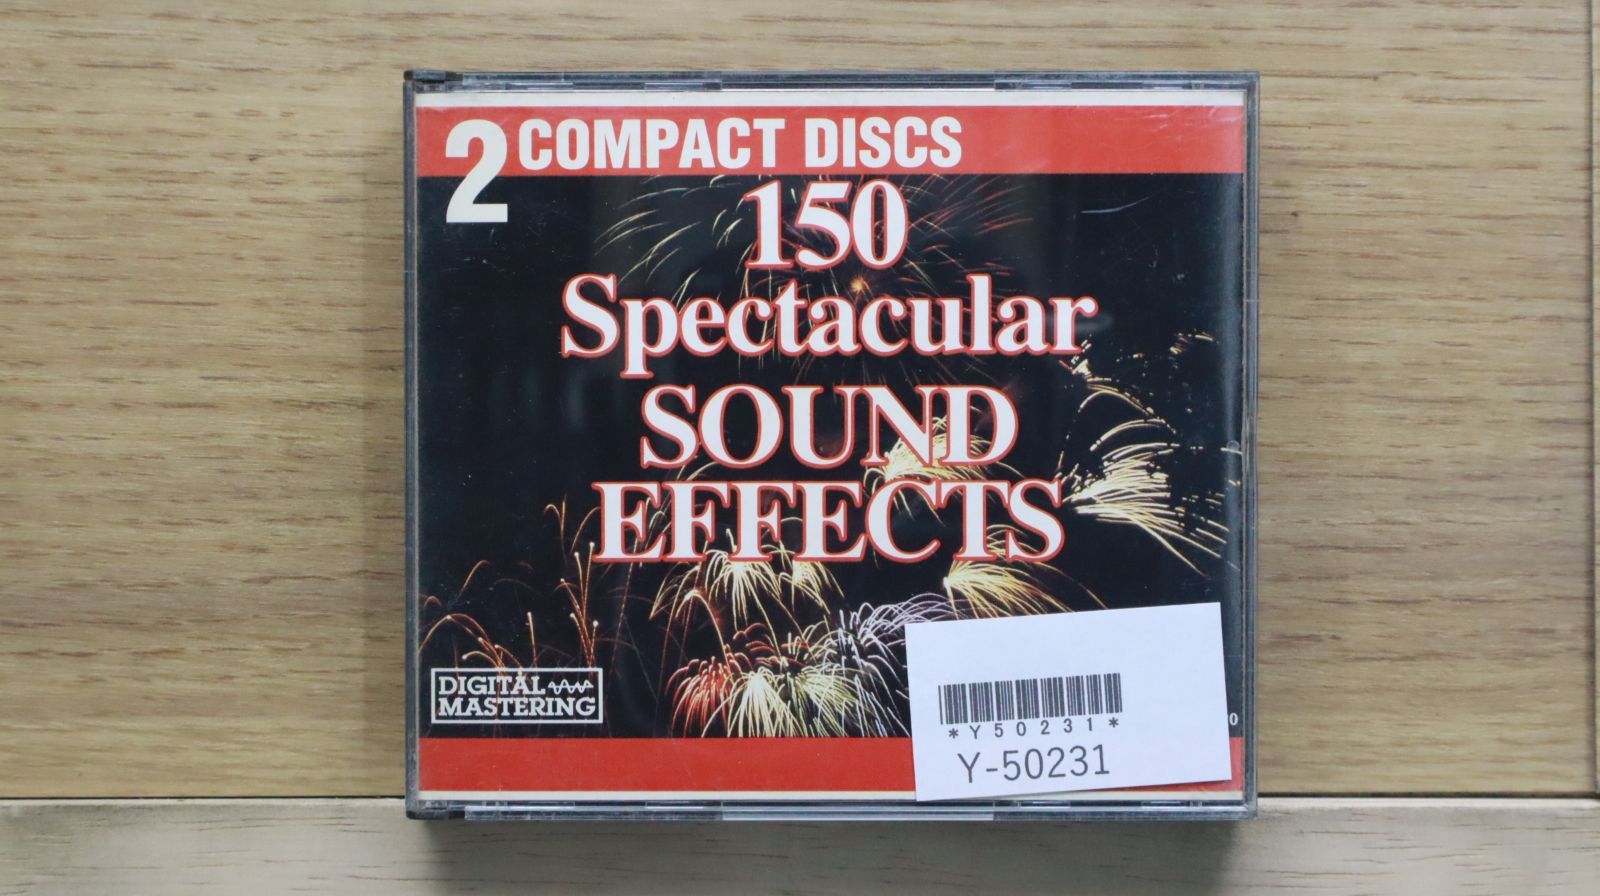 2 COMPACT DISCS
150
Spectacular
SOUND
EFFECTS
DIGITAL
MASTERING
*Y50231*
Y-50231